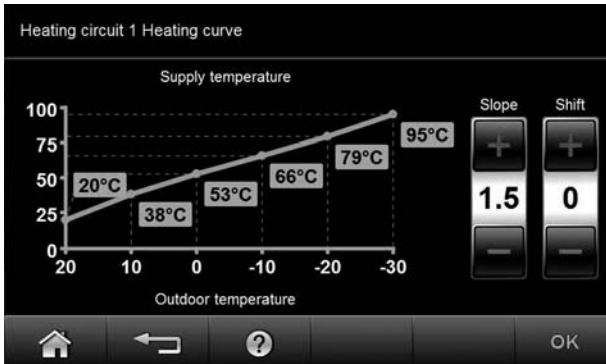 Heating circuit 1 Heating curve
Supply temperature
Slope Shift
100
75
50
25
0
20°C
38°C
53°C
66°C
79°C
95°C
+ +
1.5 0
− −
20 10 0 -10 -20 -30
Outdoor temperature
? OK